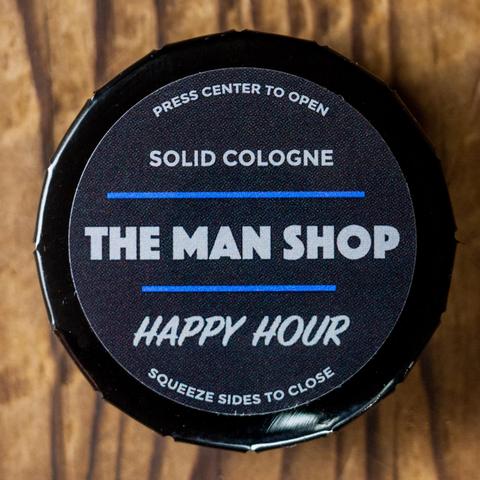 PRESS CENTER TO OPEN
SOLID COLOGNE
THE MAN SHOP
HAPPY HOUR
SQUEEZE SIDES TO CLOSE